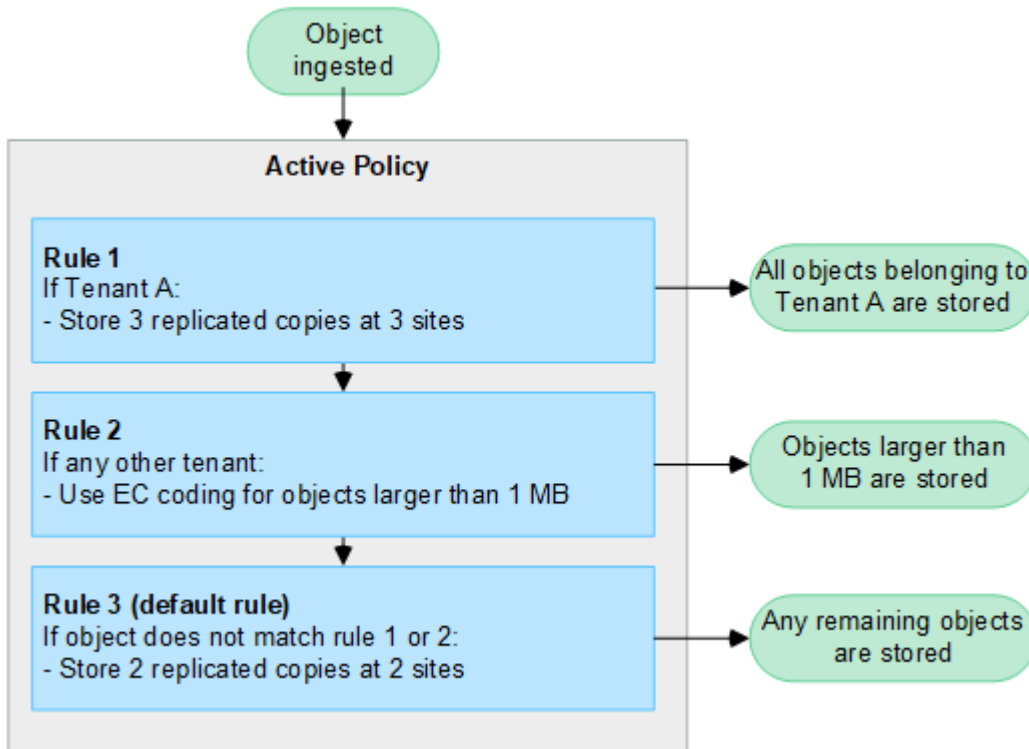 Object
ingested
Active Policy
Rule 1
If Tenant A:
- Store 3 replicated copies at 3 sites
All objects belonging to
Tenant A are stored
Rule 2
If any other tenant:
- Use EC coding for objects larger than 1 MB
Objects larger than
1 MB are stored
Rule 3 (default rule)
If object does not match rule 1 or 2:
- Store 2 replicated copies at 2 sites
Any remaining objects
are stored